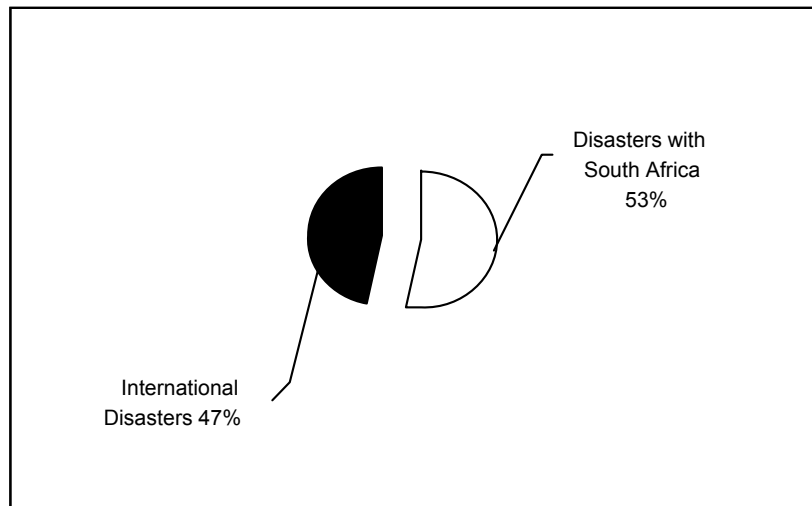 Disasters with
South Africa
53%
International
Disasters 47%